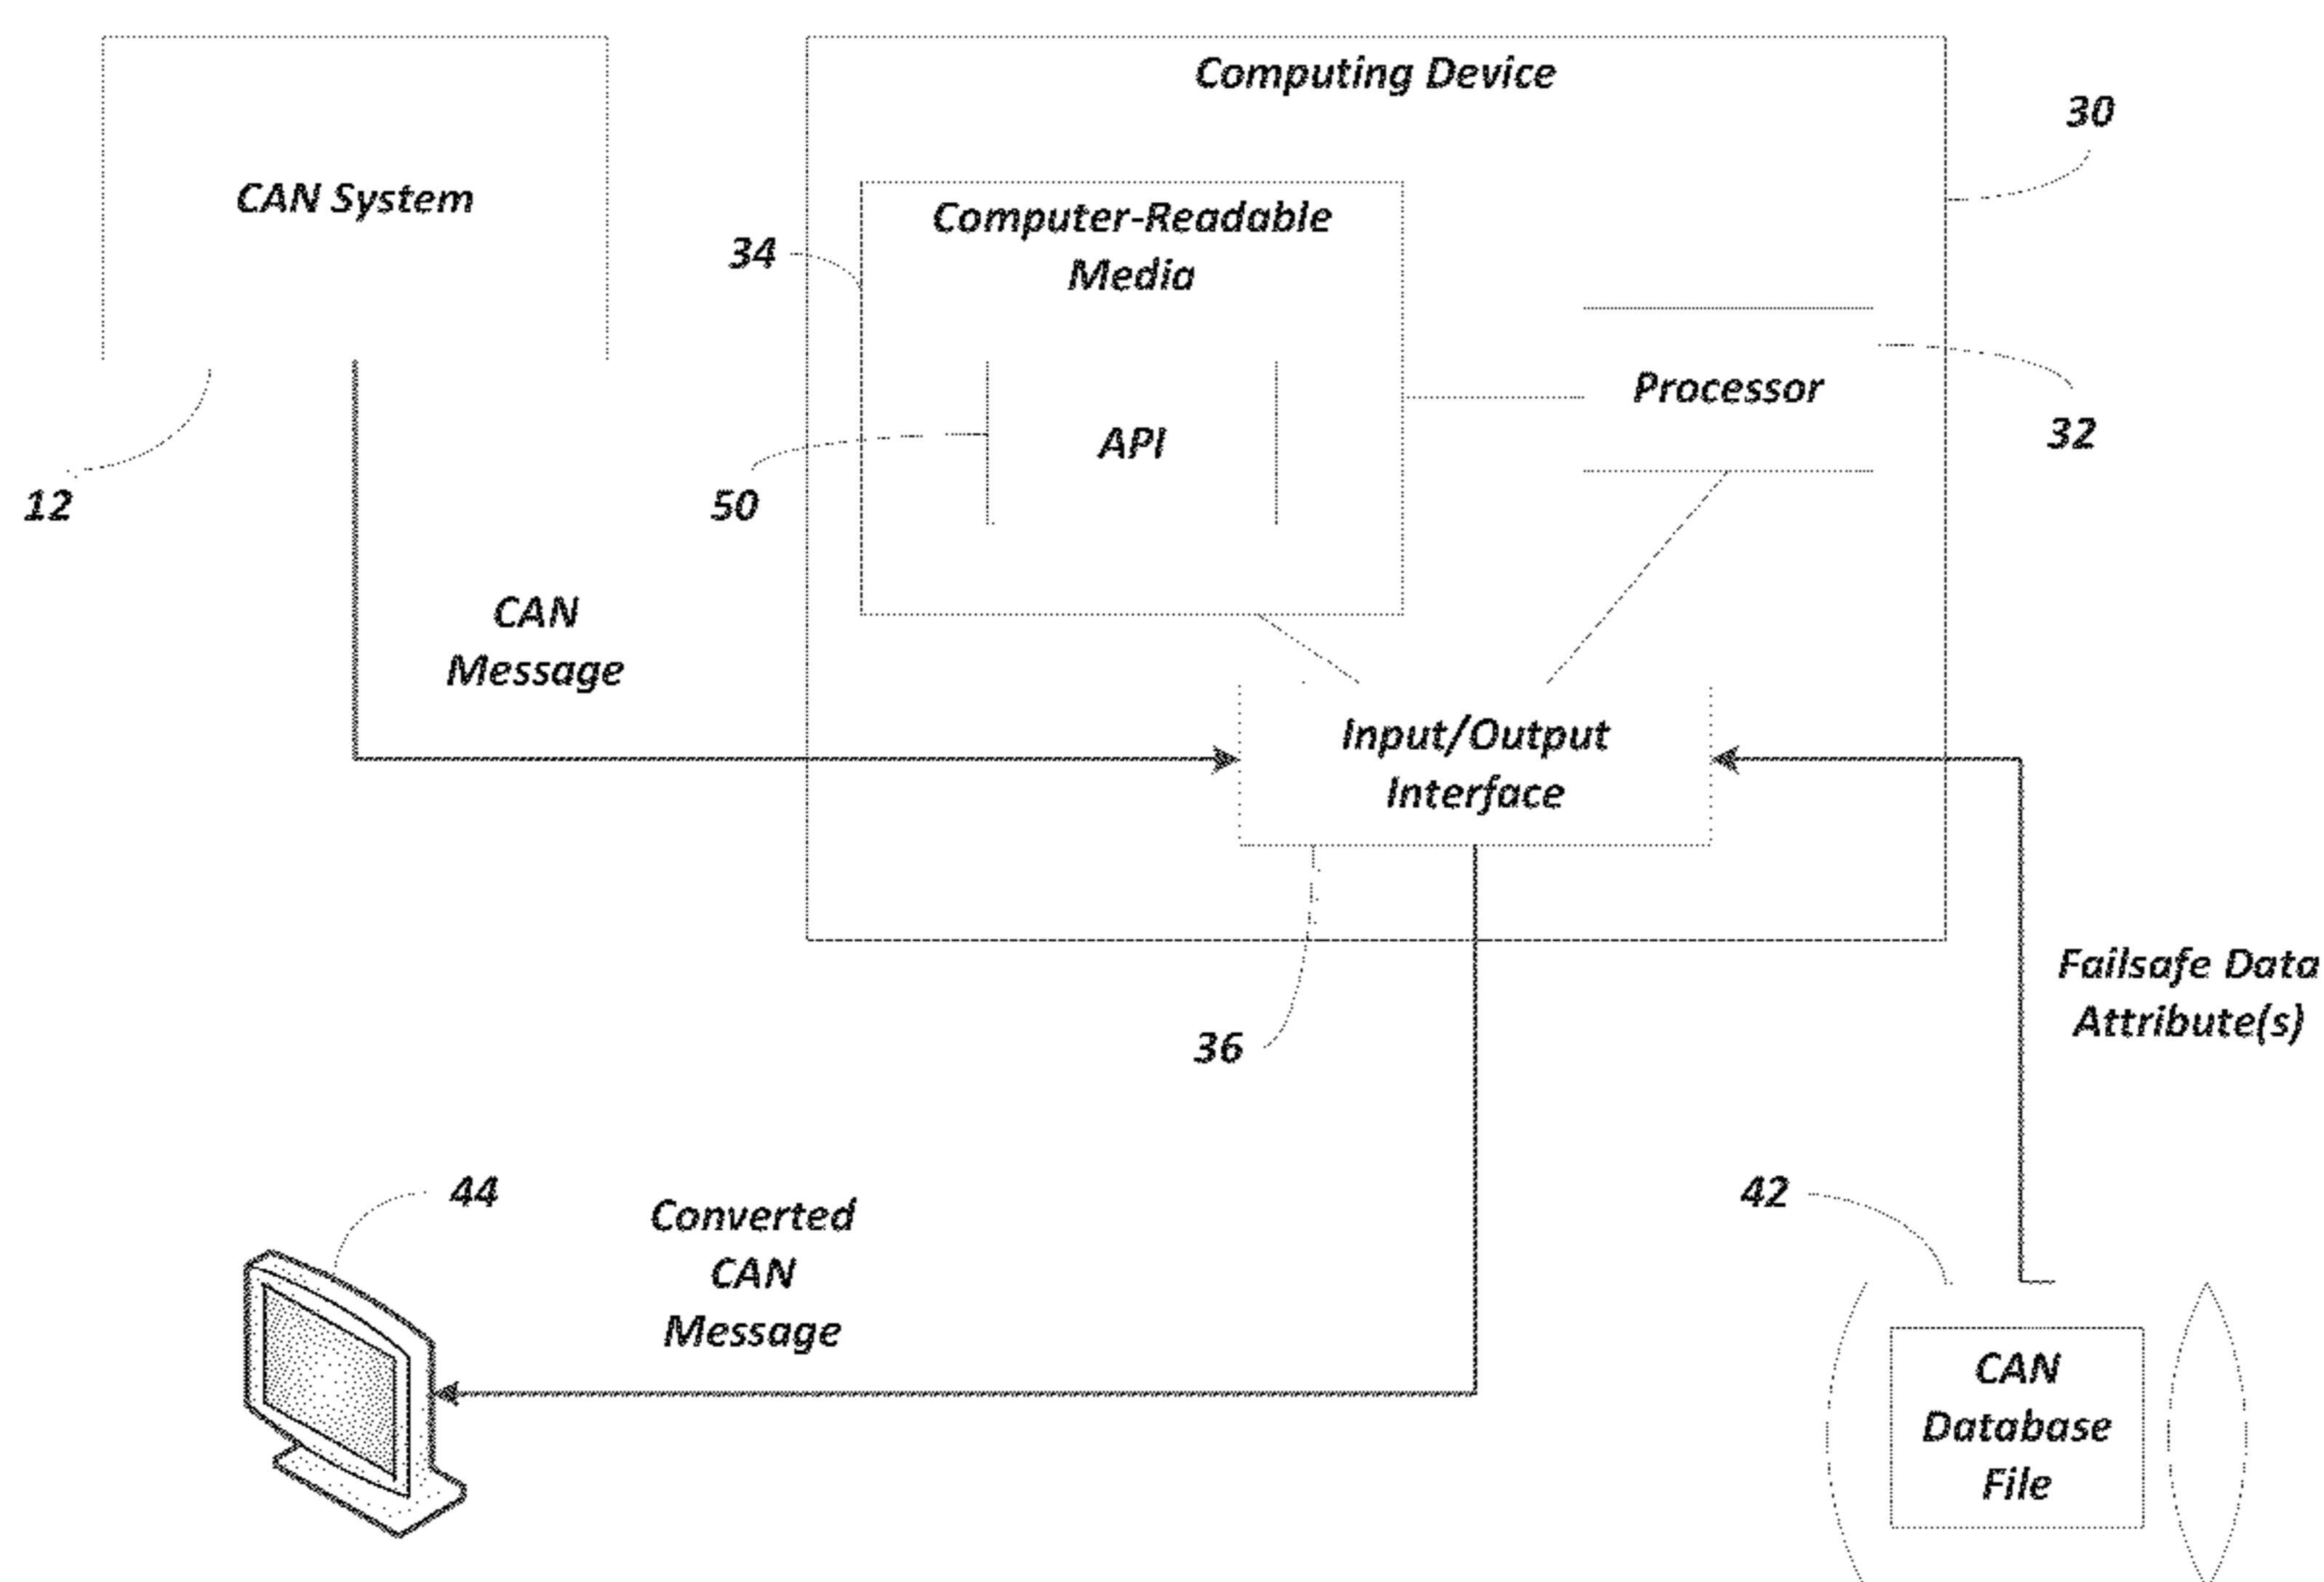 Computing Device
30
CAN System
Computer-Readable
Media
34
Processor
32
API
50
12
CAN
Message
Input/Output
Interface
Failsafe Data
Attribute(s)
36
44
Converted
CAN
Message
42
CAN
Database
File